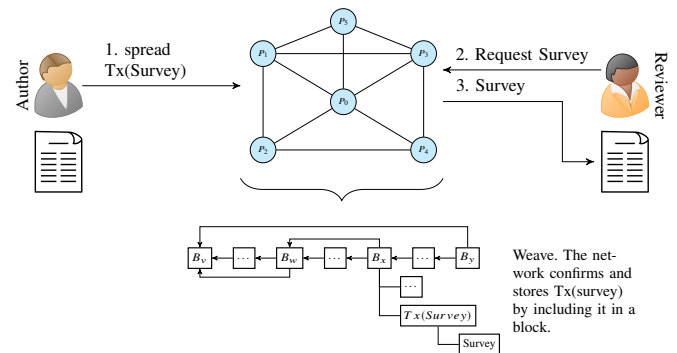 P5
1. spread
Tx(Survey)
Author
P1
P3
2. Request Survey
3. Survey
Reviewer
P0
P2
P4
Bv
...
Bw
...
Bx
...
By
...
Tx(Survey)
Survey
Weave. The net-
work confirms and
stores Tx(survey)
by including it in a
block.